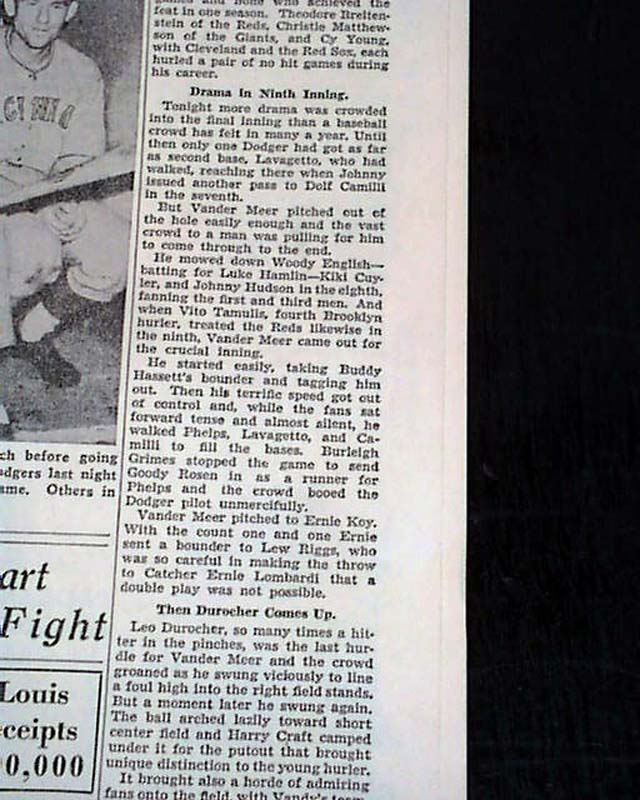 games and none who achieved the
feat in one season. Theodore Breiten-
stein of the Reds, Christie Matthew-
son of the Giants, and Cy Young,
with Cleveland and the Red Sox, each
hurled a pair of no hit games during
his career.
Drama in Ninth Inning.
Tonight more drama was crowded
into the final inning than a baseball
crowd has felt in many a year. Until
then only one Dodger had got as far
as second base, Lavagetto, who had
walked, reaching there when Johnny
issued another pass to Dolf Camilli
in the seventh.
But Vander Meer pitched out of
the hole easily enough and the vast
crowd to a man was pulling for him
to come through to the end.
He mowed down Woody English—
batting for Luke Hamlin—Kiki Cuy-
ler, and Johnny Hudson in the eighth,
fanning the first and third men. And
when Vito Tamulis, fourth Brooklyn
hurler, treated the Reds likewise in
the ninth, Vander Meer came out for
the crucial inning.
He started easily, taking Buddy
Hassett's bounder and tagging him
out. Then his terrific speed got out
of control and, while the fans sat
forward tense and almost silent, he
walked Phelps, Lavagetto, and Ca-
milli to fill the bases. Burleigh
Grimes stopped the game to send
Goody Rosen in as a runner for
Phelps and the crowd booed the
Dodger pilot unmercifully.
Vander Meer pitched to Ernie Koy.
With the count one and one Ernie
sent a bounder to Lew Riggs, who
was so careful in making the throw
to Catcher Ernie Lombardi that a
double play was not possible.
Then Durocher Comes Up.
Leo Durocher, so many times a hit-
ter in the pinches, was the last hur-
dle for Vander Meer and the crowd
groaned as he swung viciously to line
a foul high into the right field stands.
But a moment later he swung again.
The ball arched lazily toward short
center field and Harry Craft camped
under it for the putout that brought
unique distinction to the young hurler.
It brought also a horde of admiring
fans onto the field, with Vandy's team-
ch before going
odgers last night
ame. Others in
art
Fight
Louis
ceipts
0,000